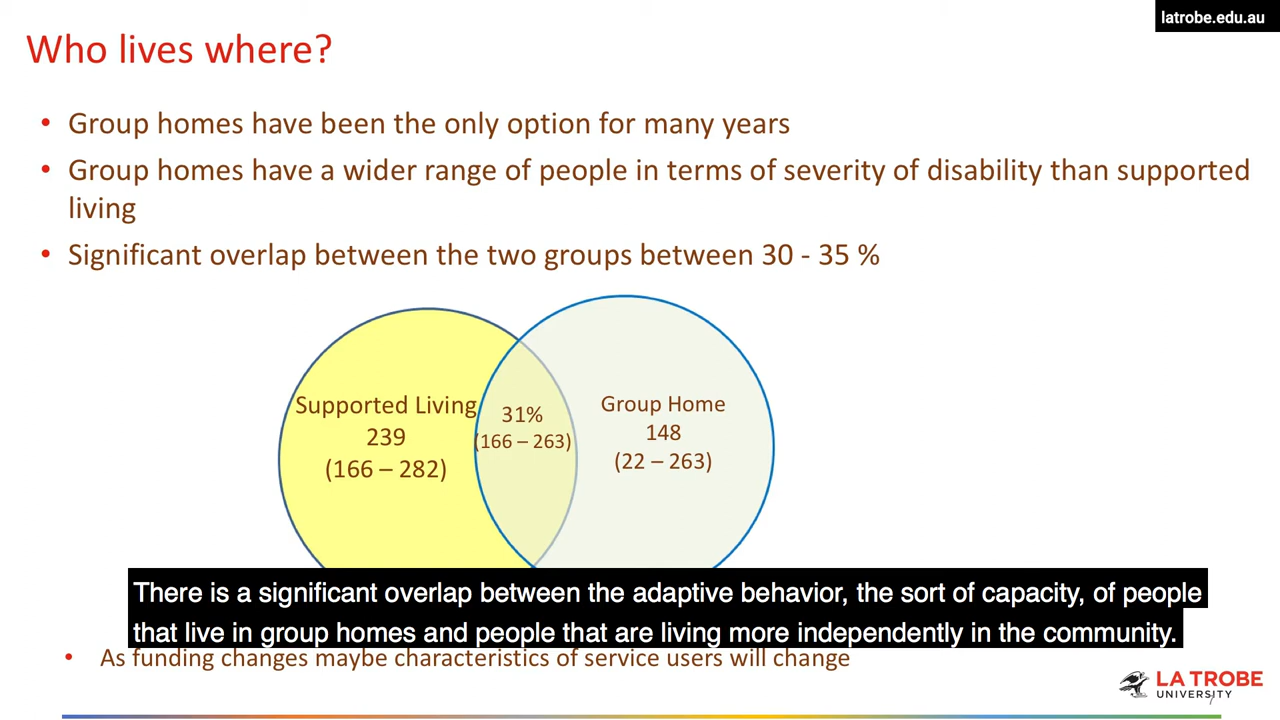 latrobe.edu.au
Who lives where?
• Group homes have been the only option for many years
• Group homes have a wider range of people in terms of severity of disability than supported
living
• Significant overlap between the two groups between 30 - 35 %
Supported Living
239
(166 – 282)
31%
(166 – 263)
Group Home
148
(22 – 263)
There is a significant overlap between the adaptive behavior, the sort of capacity, of people
that live in group homes and people that are living more independently in the community.
• As funding changes maybe characteristics of service users will change
LA TROBE
UNIVERSITY
7